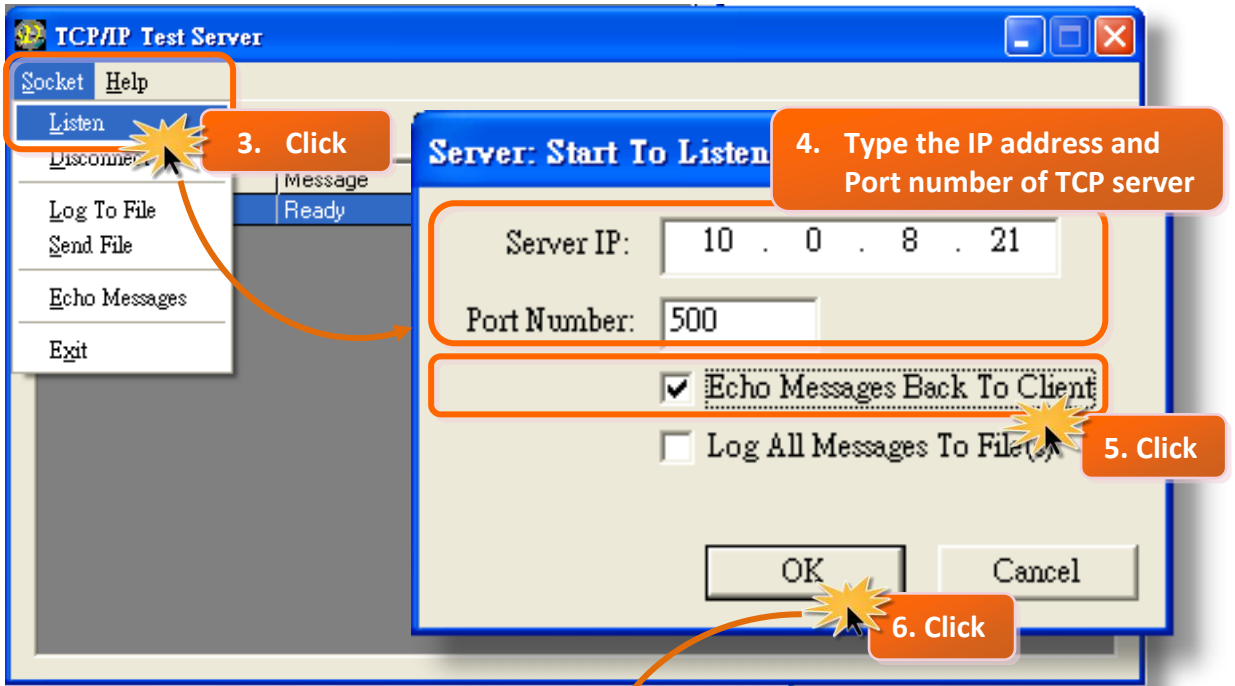 TCP/IP Test Server
Socket Help
Listen
3. Click
Disconnect
Message
Log To File
Ready
Send File
Echo Messages
Exit
Server: Start To Listen
4. Type the IP address and
Port number of TCP server
Server IP: 10 . 0 . 8 . 21
Port Number: 500
Echo Messages Back To Client
5. Click
Log All Messages To File(s)
OK Cancel
6. Click